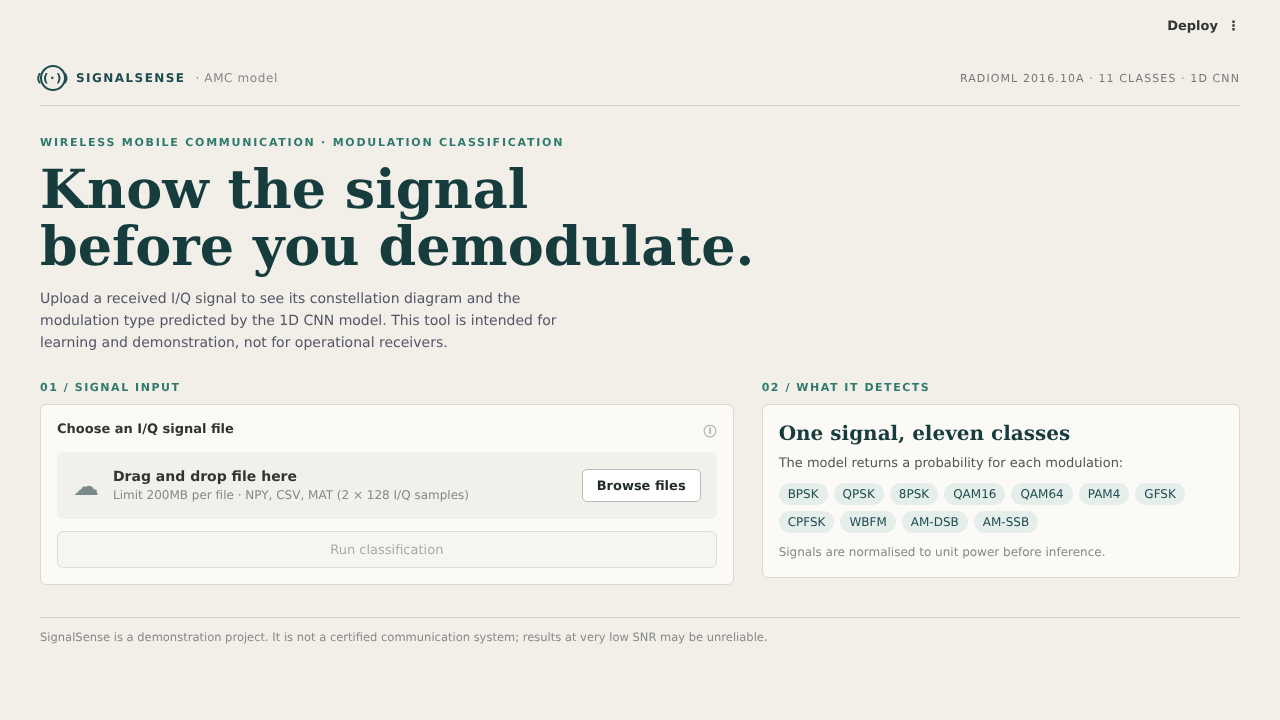 Deploy
SIGNALSENSE · AMC model
RADIOML 2016.10A · 11 CLASSES · 1D CNN
WIRELESS MOBILE COMMUNICATION · MODULATION CLASSIFICATION
Know the signal
before you demodulate.
Upload a received I/Q signal to see its constellation diagram and the
modulation type predicted by the 1D CNN model. This tool is intended for
learning and demonstration, not for operational receivers.
01 / SIGNAL INPUT
Choose an I/Q signal file
Drag and drop file here
Limit 200MB per file · NPY, CSV, MAT (2 × 128 I/Q samples)
Browse files
Run classification
02 / WHAT IT DETECTS
One signal, eleven classes
The model returns a probability for each modulation:
BPSK QPSK 8PSK QAM16 QAM64 PAM4 GFSK
CPFSK WBFM AM-DSB AM-SSB
Signals are normalised to unit power before inference.
SignalSense is a demonstration project. It is not a certified communication system; results at very low SNR may be unreliable.